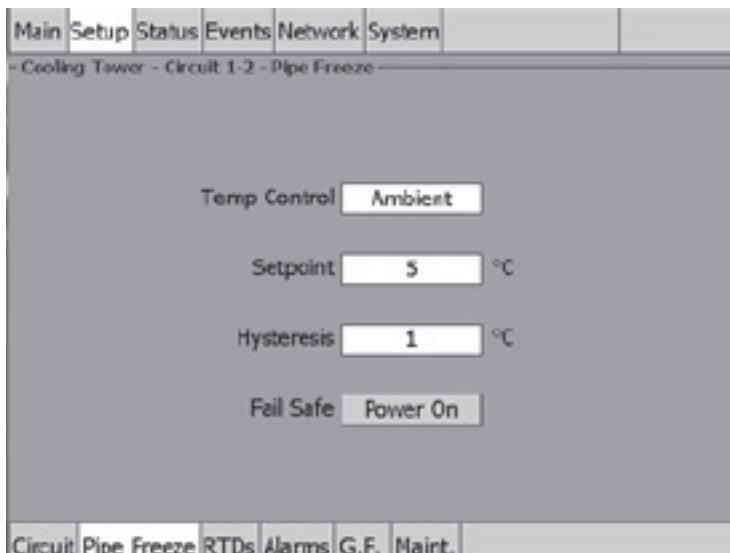 Main Setup Status Events Network System
Cooling Tower - Circuit 1-2 - Pipe Freeze
Temp Control Ambient
Setpoint 5 °C
Hysteresis 1 °C
Fail Safe Power On
Circuit Pipe Freeze RTDs Alarms G.F. Maint.